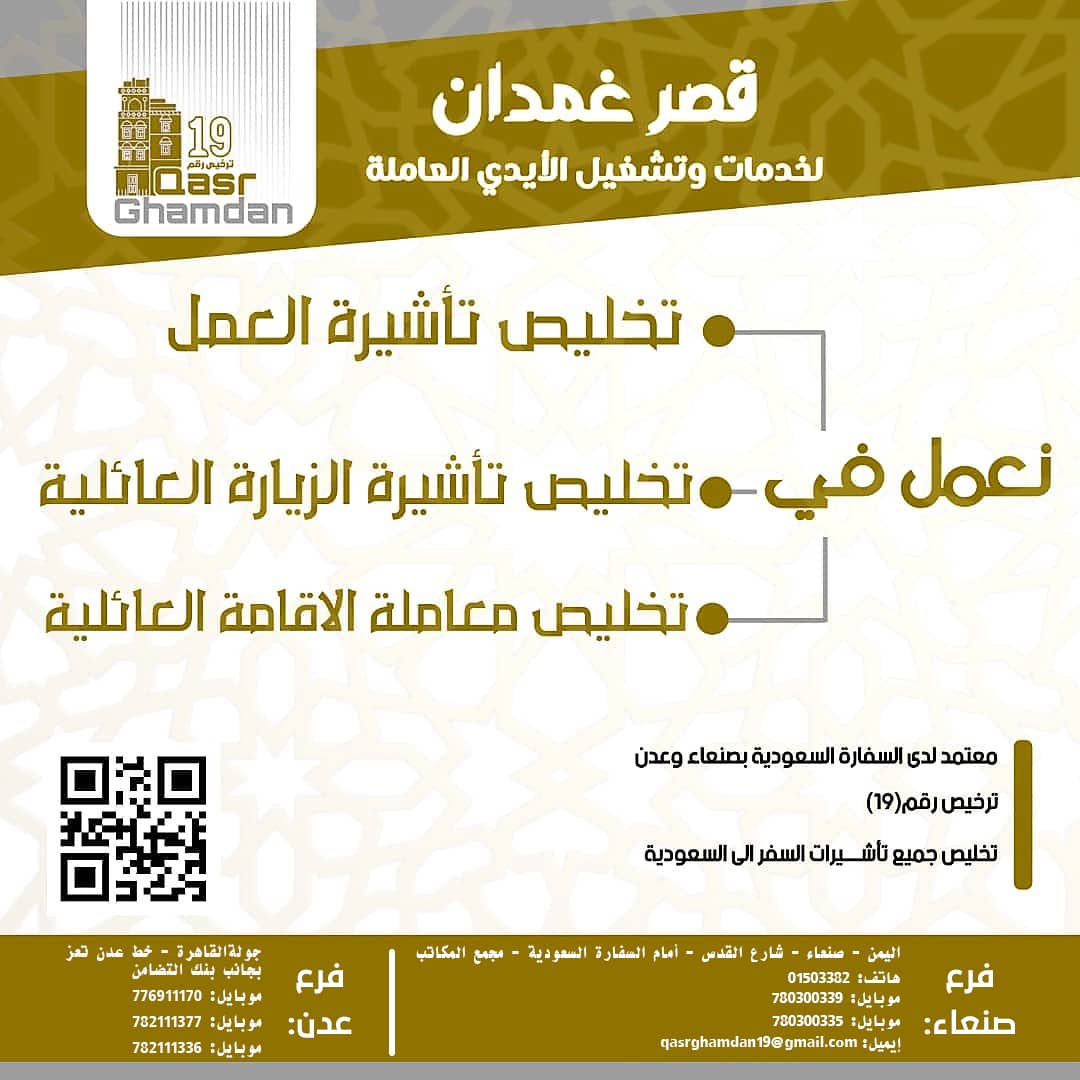 19
ترخيص رقم
Qasr
Ghamdan
قصر غمدان
لخدمات وتشغيل الأيدي العاملة
نعمل في
تخليص تأشيرة العمل
تخليص تأشيرة الزيارة العائلية
تخليص معاملة الاقامة العائلية
معتمد لدى السفارة السعودية بصنعاء وعدن
ترخيص رقم(19)
تخليص جميع تأشــيرات السفر الى السعودية
فرع
صنعاء:
اليمن - صنعاء - شارع القدس - أمام السفارة السعودية - مجمع المكاتب
هاتف: 01503382
موبايل: 780300339
موبايل: 780300335
إيميل: qasrghamdan19@gmail.com
فرع
عدن:
جولةالقاهرة - خط عدن تعز
بجانب بنك التضامن
موبايل: 776911170
موبايل: 782111377
موبايل: 782111336